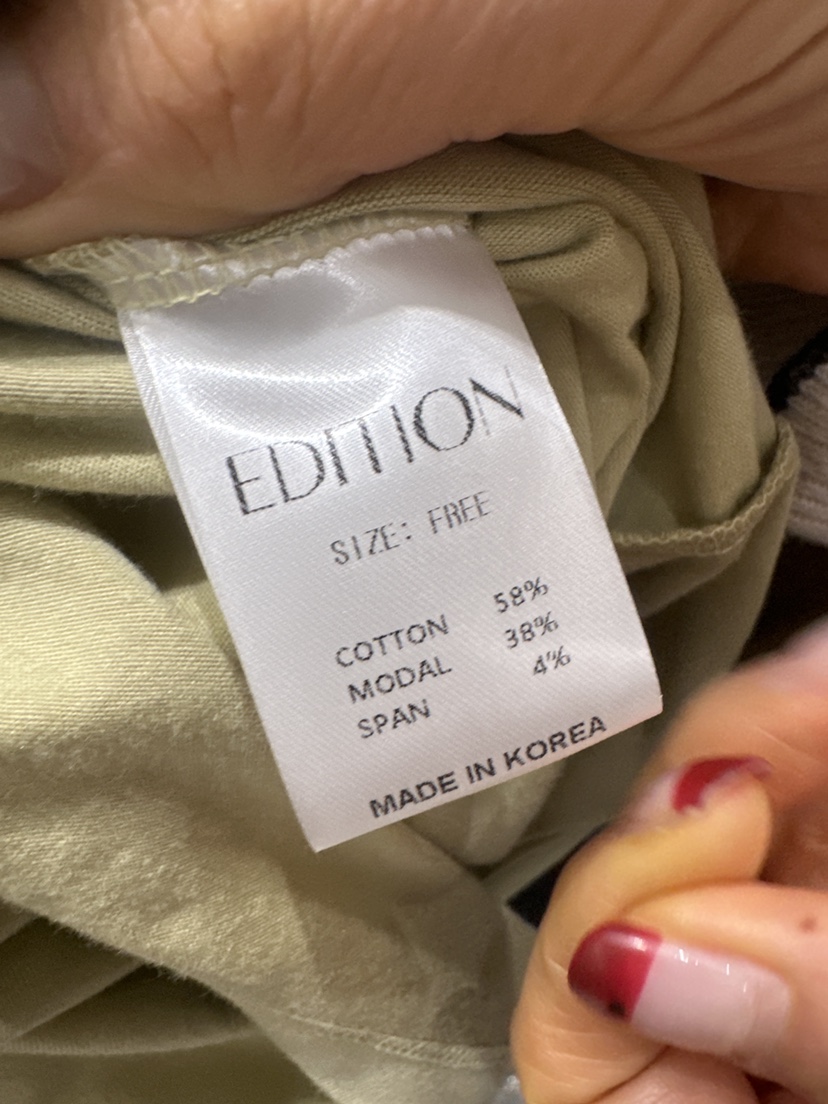 EDITION
SIZE: FREE
COTTON 58%
MODAL 38%
SPAN 4%
MADE IN KOREA